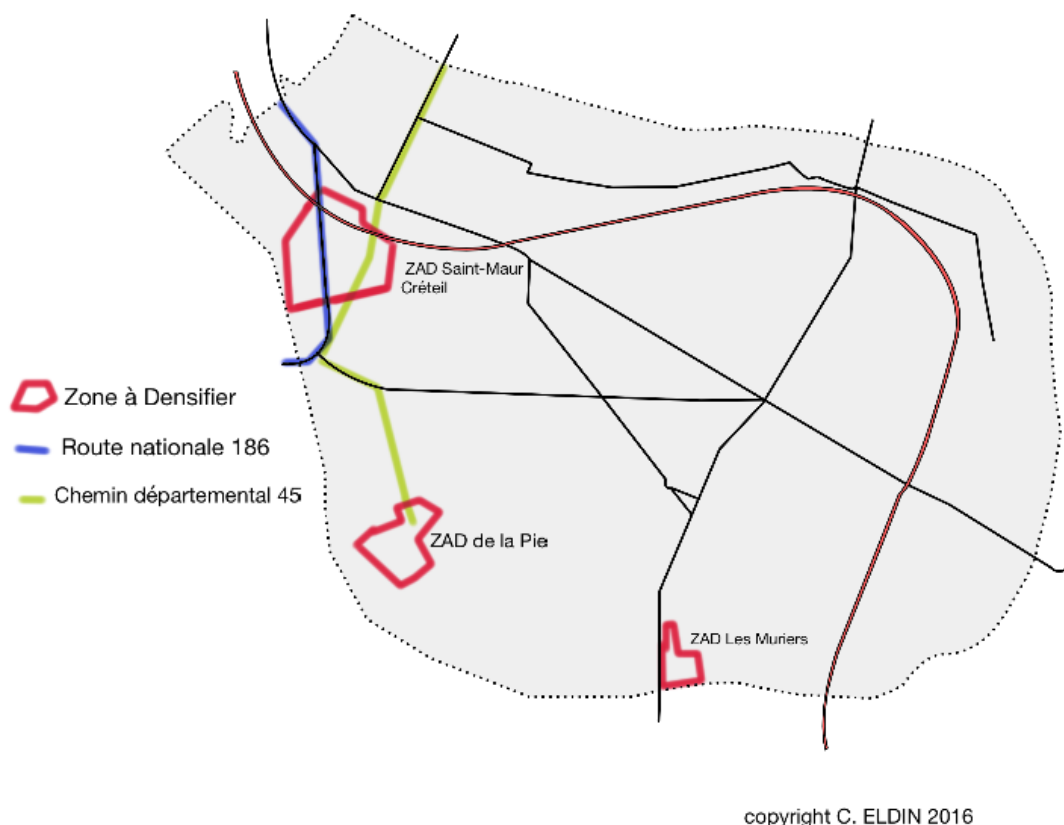 ZAD Saint-Maur
Créteil
Zone à Densifier
Route nationale 186
Chemin départemental 45
ZAD de la Pie
ZAD Les Muriers
copyright C. ELDIN 2016